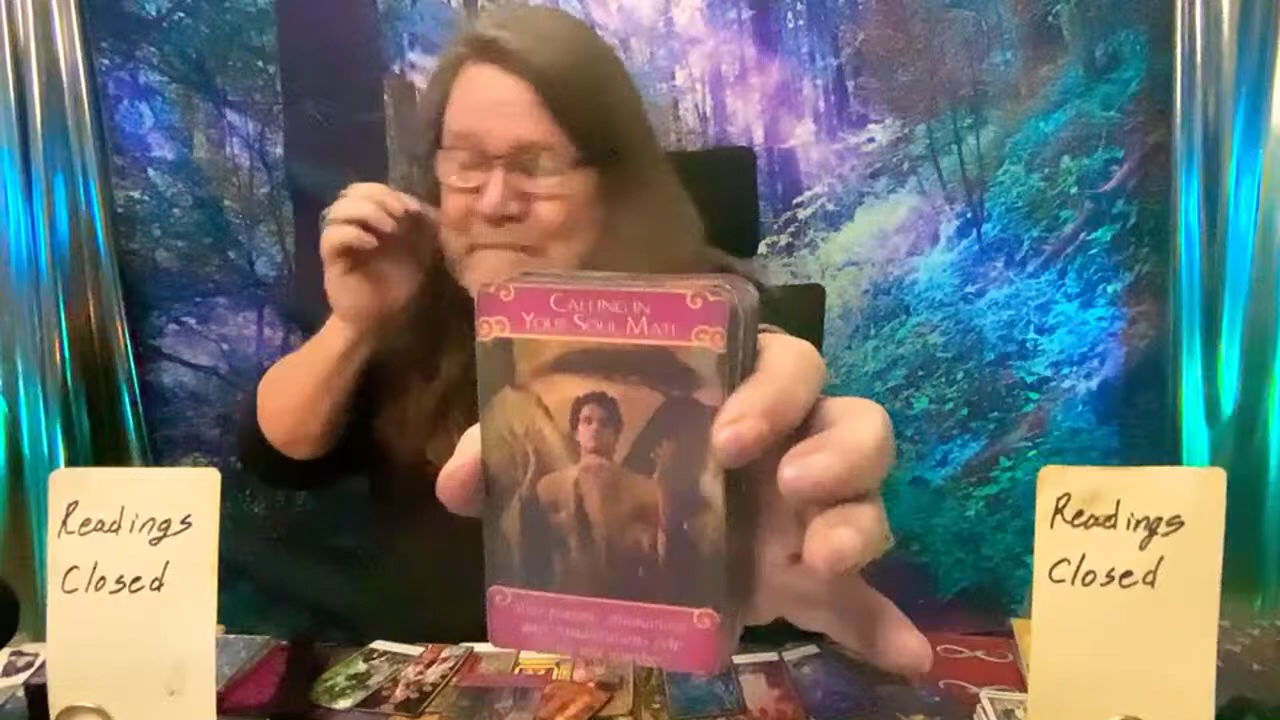 CALLING IN
YOUR SOUL MATE
Readings
Closed
Readings
Closed